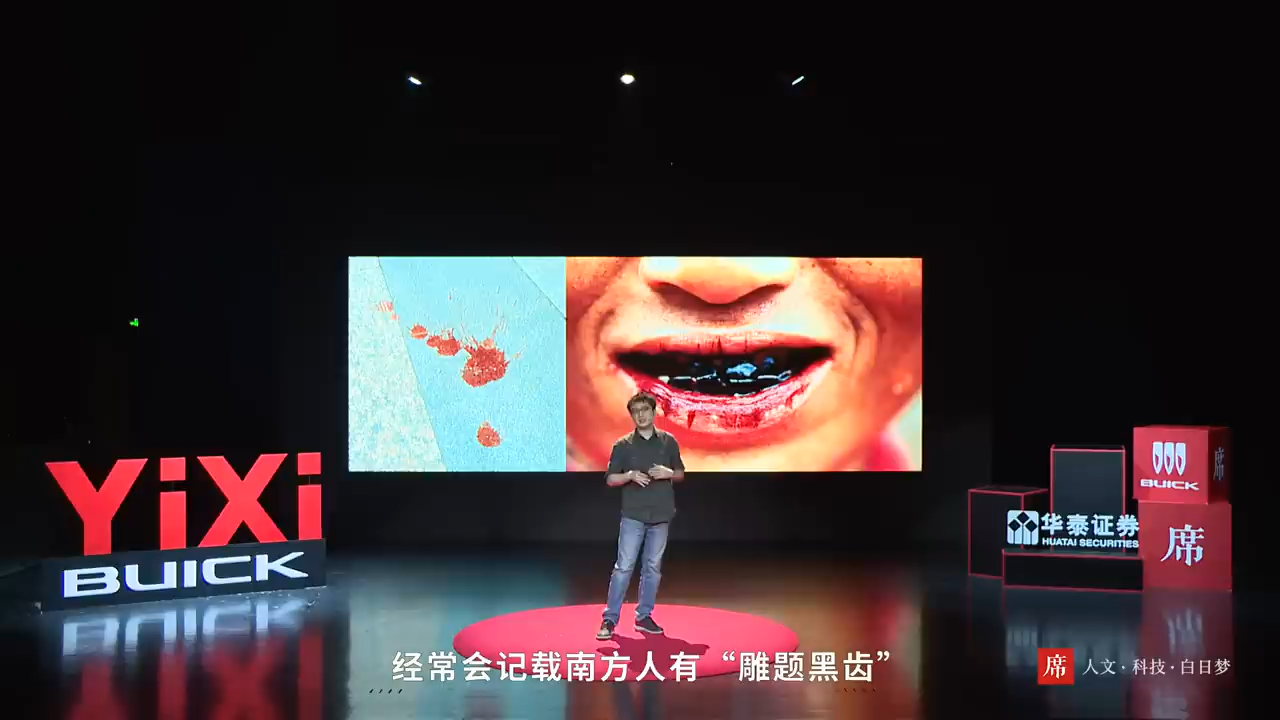 YiXi
BUICK
BUICK
席
华泰证券
HUATAI SECURITIES
席
经常会记载南方人有“雕题黑齿”
席 人文·科技·白日梦